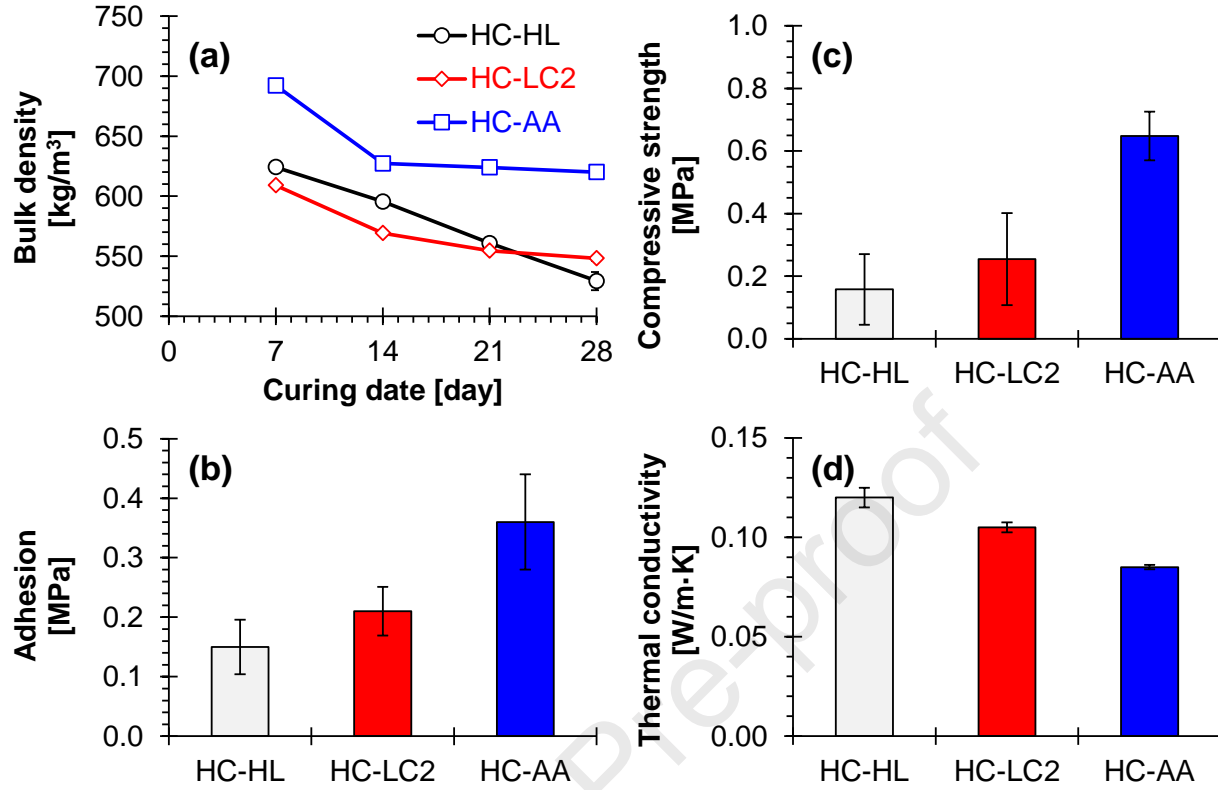 (a)
HC-HL
HC-LC2
HC-AA
750
700
650
600
550
500
Bulk density
[kg/m³]
0 7 14 21 28
Curing date [day]
(c)
1.0
0.8
0.6
0.4
0.2
0.0
Compressive strength
[MPa]
HC-HL HC-LC2 HC-AA
(b)
0.5
0.4
0.3
0.2
0.1
0.0
Adhesion
[MPa]
HC-HL HC-LC2 HC-AA
(d)
0.15
0.10
0.05
0.00
Thermal conductivity
[W/m·K]
HC-HL HC-LC2 HC-AA
Pre-proof